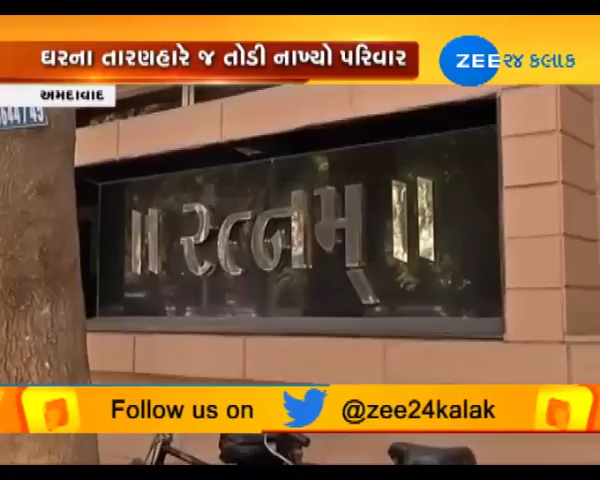 ઘરના તારણહારે જ તોડી નાખ્યો પરિવાર
ZEE ૨૪ કલાક
અમદાવાદ
॥ રત્નમ્ ॥
Follow us on @zee24kalak